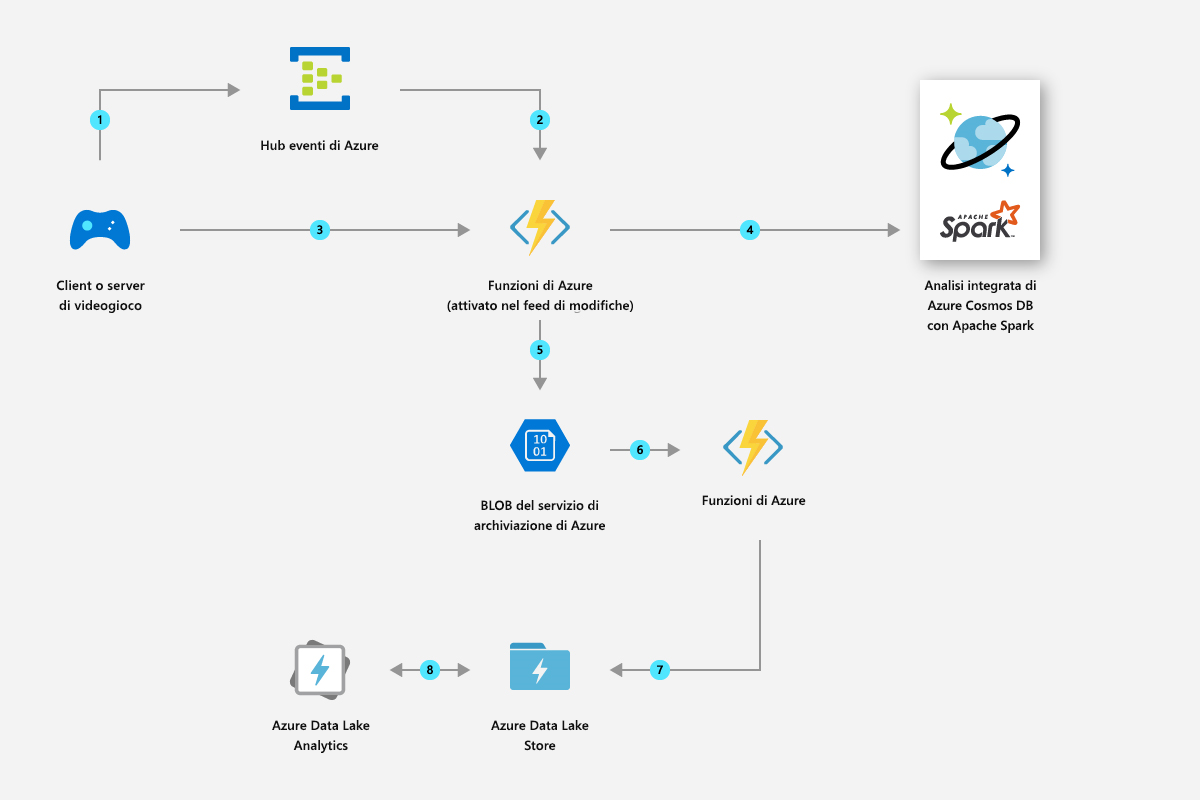 1
Hub eventi di Azure
2
Client o server
di videogioco
3
Funzioni di Azure
(attivato nel feed di modifiche)
4
APACHE
Spark™
Analisi integrata di
Azure Cosmos DB
con Apache Spark
5
10
01
BLOB del servizio di
archiviazione di Azure
6
Funzioni di Azure
7
Azure Data Lake
Store
8
Azure Data Lake
Analytics